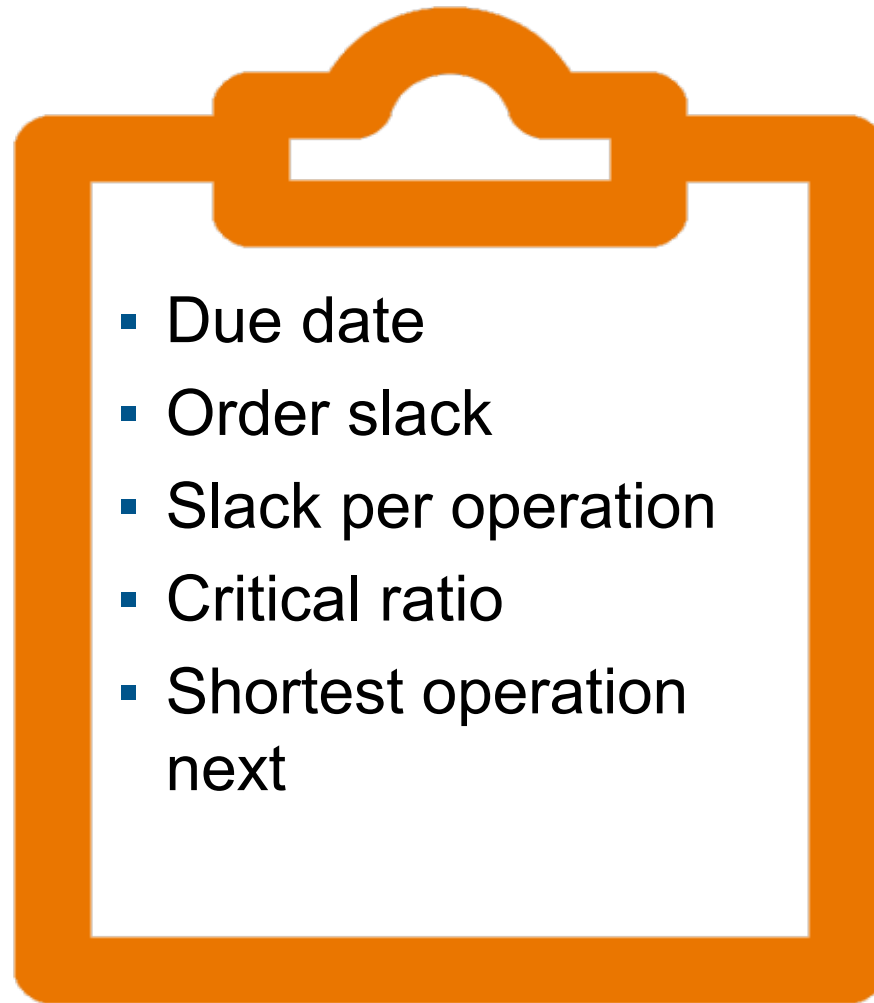 ▪ Due date
▪ Order slack
▪ Slack per operation
▪ Critical ratio
▪ Shortest operation
next